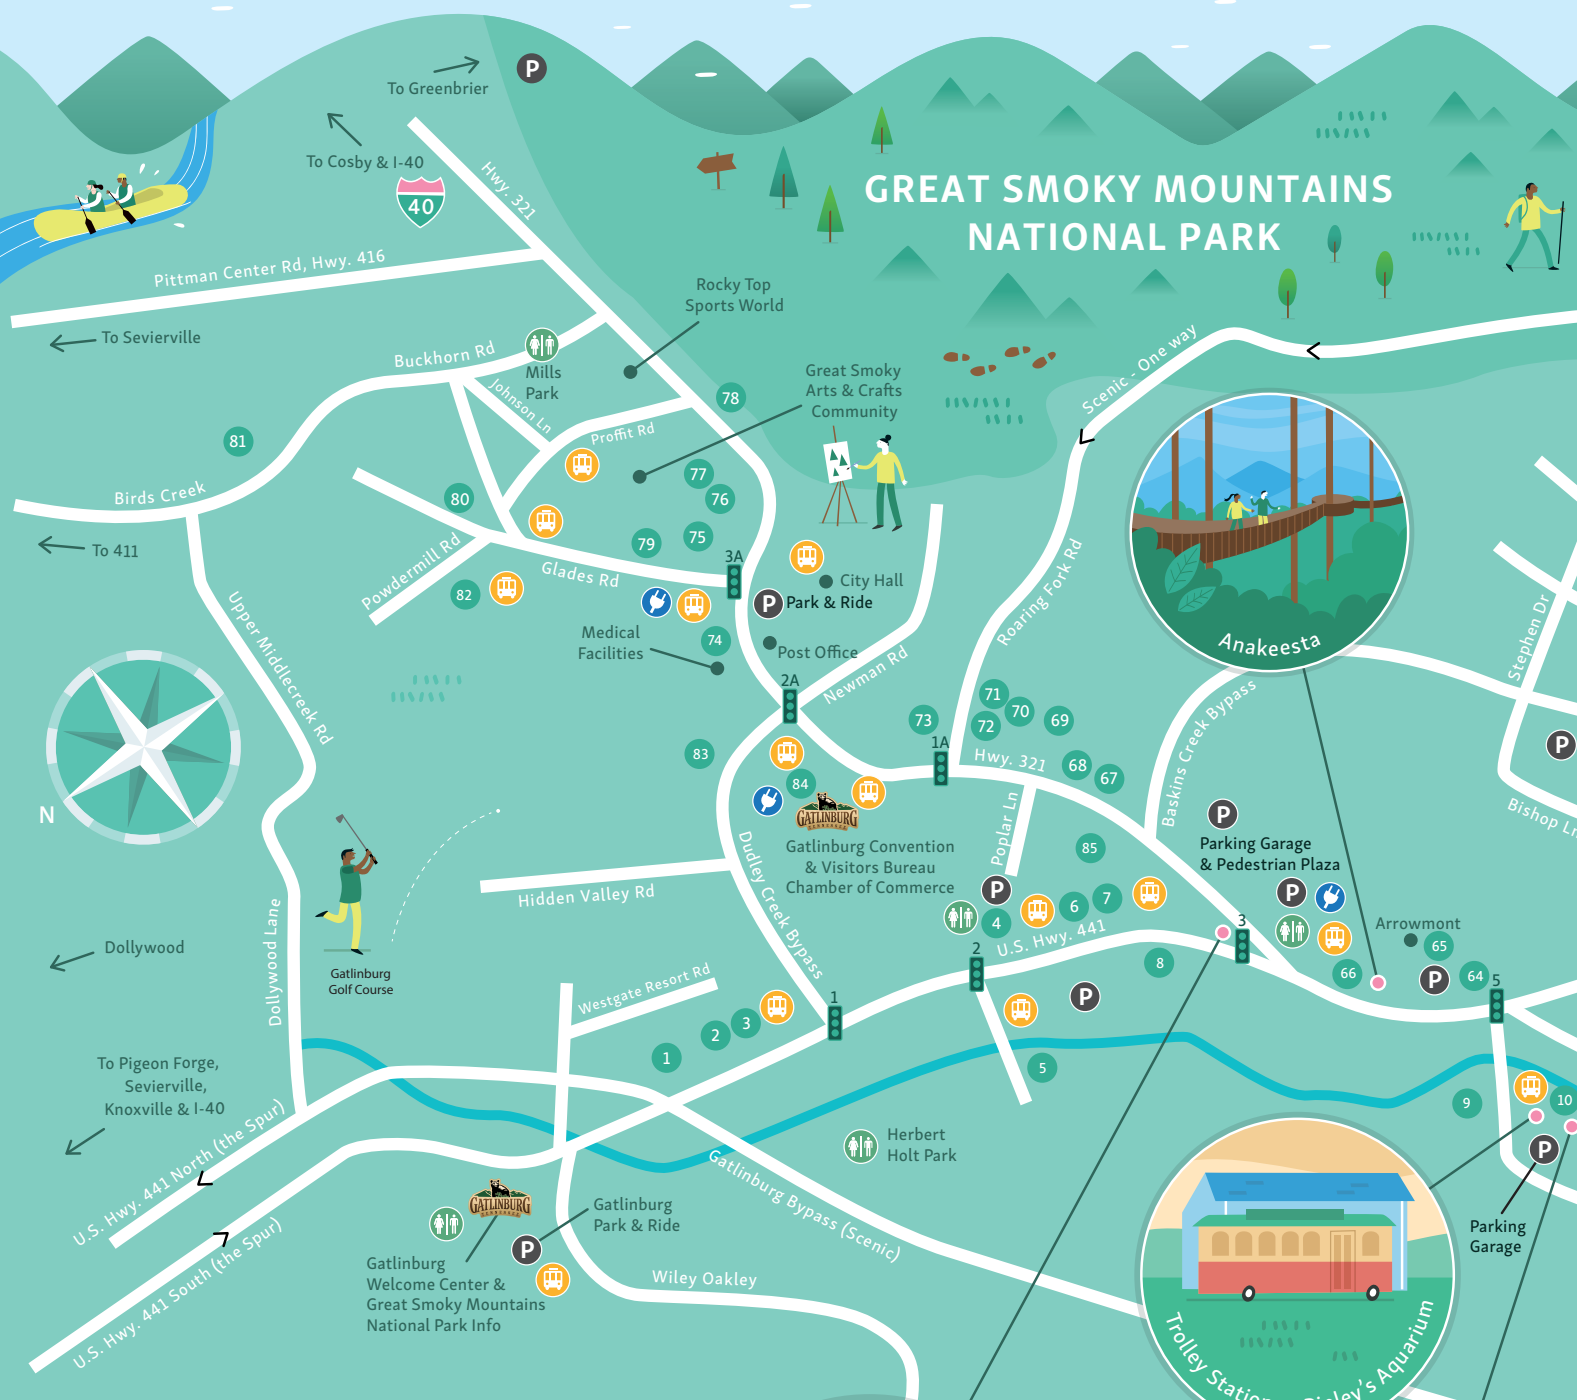 To Greenbrier
P
To Cosby & I-40
40
Hwy. 321
GREAT SMOKY MOUNTAINS
NATIONAL PARK
Pittman Center Rd, Hwy. 416
To Sevierville
Rocky Top
Sports World
Buckhorn Rd
Mills
Park
Johnson Ln
Proffit Rd
78
Great Smoky
Arts & Crafts
Community
Scenic - One way
81
Birds Creek
To 411
80
77
76
75
79
Powdermill Rd
82
Glades Rd
3A
City Hall
P
Park & Ride
Medical
Facilities
74
Post Office
2A
Newman Rd
Roaring Fork Rd
Anakeesta
Stephen Dr
P
Bishop Ln
Upper Middlecreek Rd
N
83
84
GATLINBURG
TENNESSEE
Gatlinburg Convention
& Visitors Bureau
Chamber of Commerce
73
1A
71
70
72
69
Hwy. 321
68
67
Poplar Ln
Baskins Creek Bypass
P
Parking Garage
& Pedestrian Plaza
P
85
P
4
6
7
U.S. Hwy. 441
2
8
3
Arrowmont
65
66
P
64
5
Dudley Creek Bypass
Hidden Valley Rd
Dollywood Lane
Dollywood
Gatlinburg
Golf Course
Westgate Resort Rd
1
2
3
1
P
5
To Pigeon Forge,
Sevierville,
Knoxville & I-40
U.S. Hwy. 441 North (the Spur)
U.S. Hwy. 441 South (the Spur)
Herbert
Holt Park
Gatlinburg Bypass (Scenic)
GATLINBURG
TENNESSEE
Gatlinburg
Park & Ride
P
Gatlinburg
Welcome Center &
Great Smoky Mountains
National Park Info
Wiley Oakley
9
10
P
Parking
Garage
Trolley Station
Ripley's Aquarium